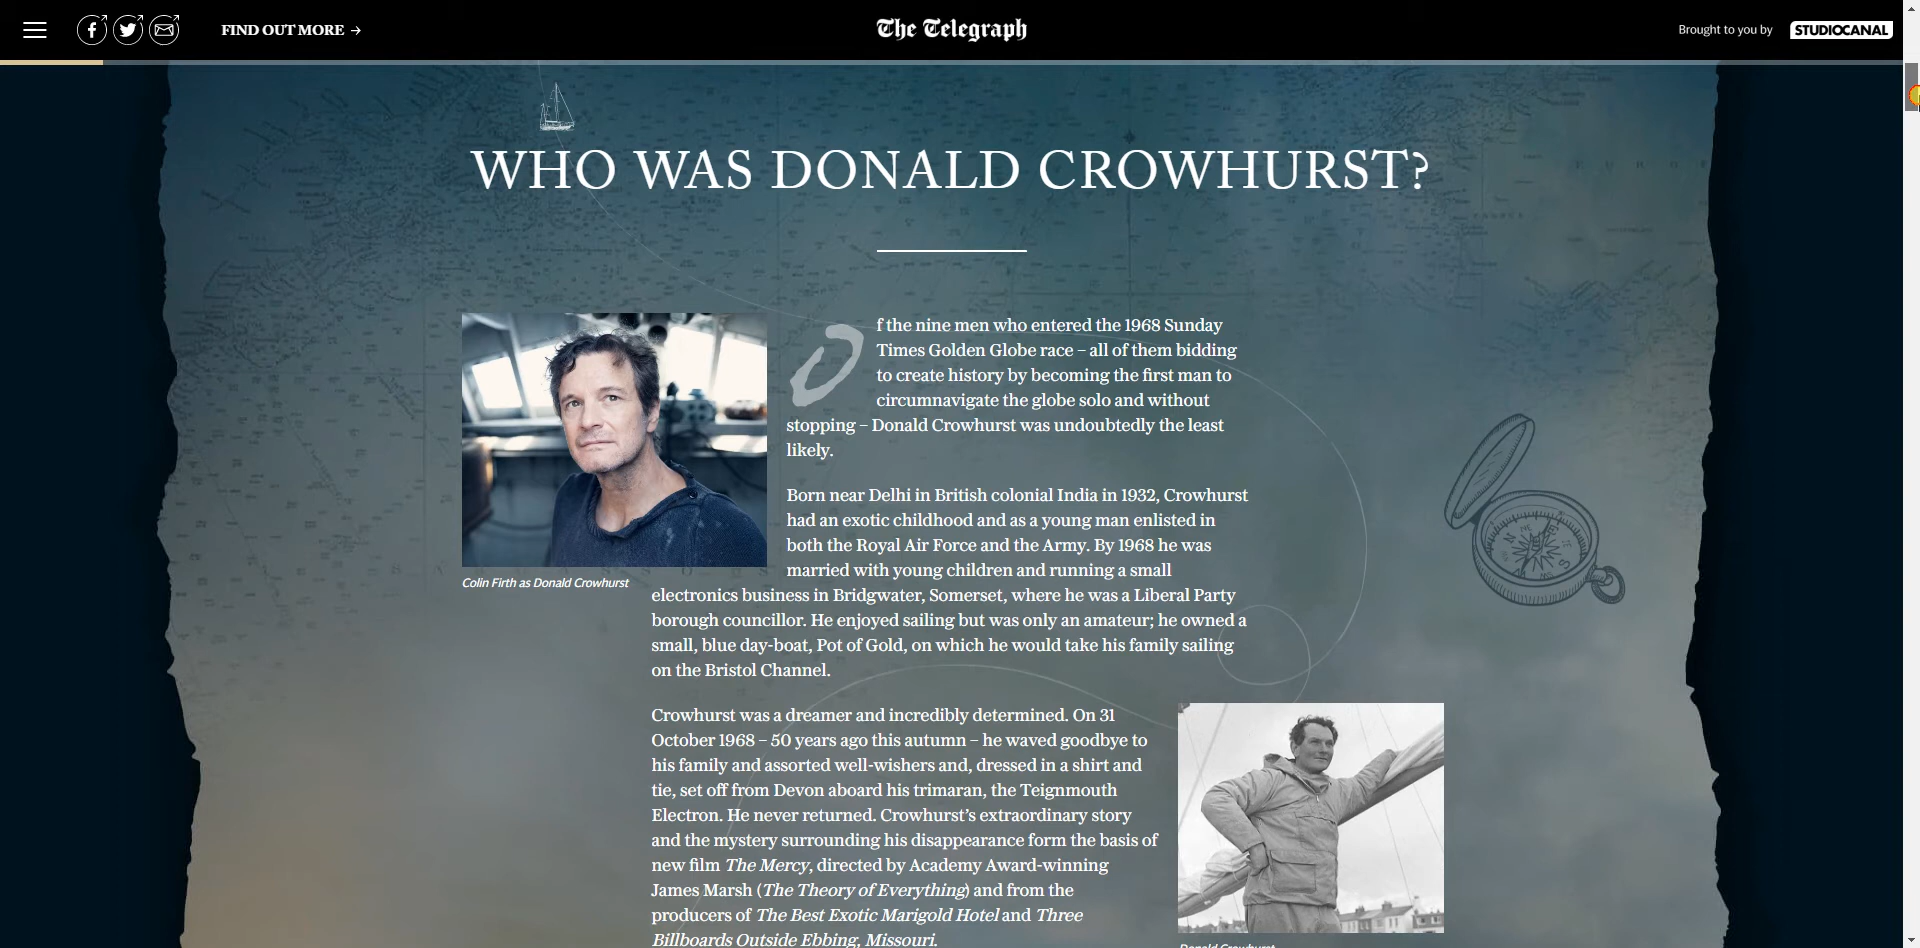 FIND OUT MORE →
The Telegraph
Brought to you by
STUDIOCANAL
WHO WAS DONALD CROWHURST?
Of the nine men who entered the 1968 Sunday
Times Golden Globe race – all of them bidding
to create history by becoming the first man to
circumnavigate the globe solo and without
stopping – Donald Crowhurst was undoubtedly the least
likely.
Colin Firth as Donald Crowhurst
Born near Delhi in British colonial India in 1932, Crowhurst
had an exotic childhood and as a young man enlisted in
both the Royal Air Force and the Army. By 1968 he was
married with young children and running a small
electronics business in Bridgwater, Somerset, where he was a Liberal Party
borough councillor. He enjoyed sailing but was only an amateur; he owned a
small, blue day-boat, Pot of Gold, on which he would take his family sailing
on the Bristol Channel.
Crowhurst was a dreamer and incredibly determined. On 31
October 1968 – 50 years ago this autumn – he waved goodbye to
his family and assorted well-wishers and, dressed in a shirt and
tie, set off from Devon aboard his trimaran, the Teignmouth
Electron. He never returned. Crowhurst's extraordinary story
and the mystery surrounding his disappearance form the basis of
new film The Mercy, directed by Academy Award-winning
James Marsh (The Theory of Everything) and from the
producers of The Best Exotic Marigold Hotel and Three
Billboards Outside Ebbing, Missouri.
Donald Crowhurst